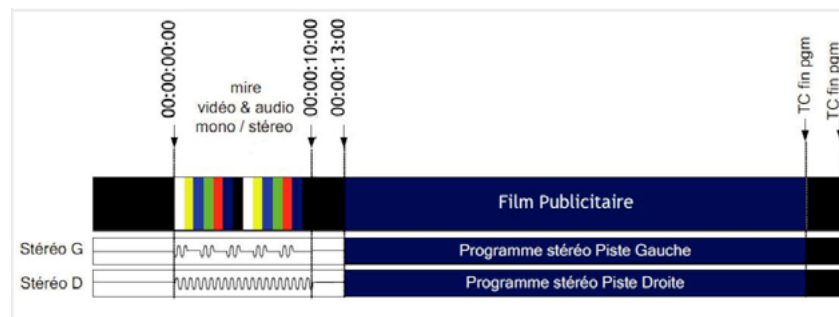 00:00:00:00
mire
vidéo & audio
mono / stéreo
00:00:10:00
00:00:13:00
TC fin pgm
TC fin pgm
Film Publicitaire
Stéréo G
Programme stéréo Piste Gauche
Stéréo D
Programme stéréo Piste Droite